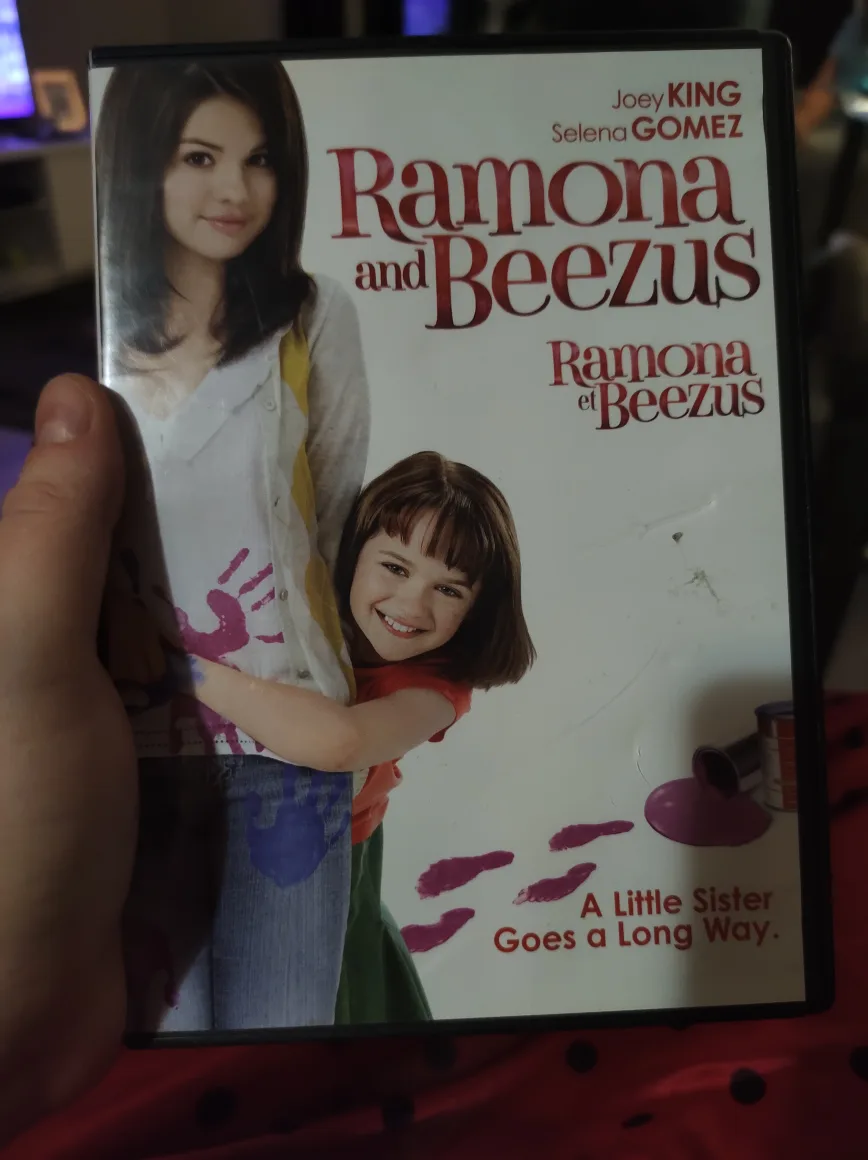 Joey KING
Selena GOMEZ
Ramona
and Beezus
Ramona
et Beezus
A Little Sister
Goes a Long Way.